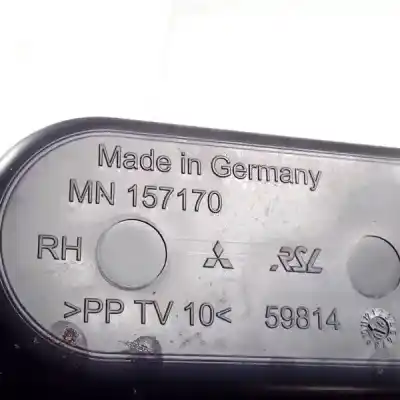 Made in Germany
MN 157170
RH RSL
>PP TV 10< 59814